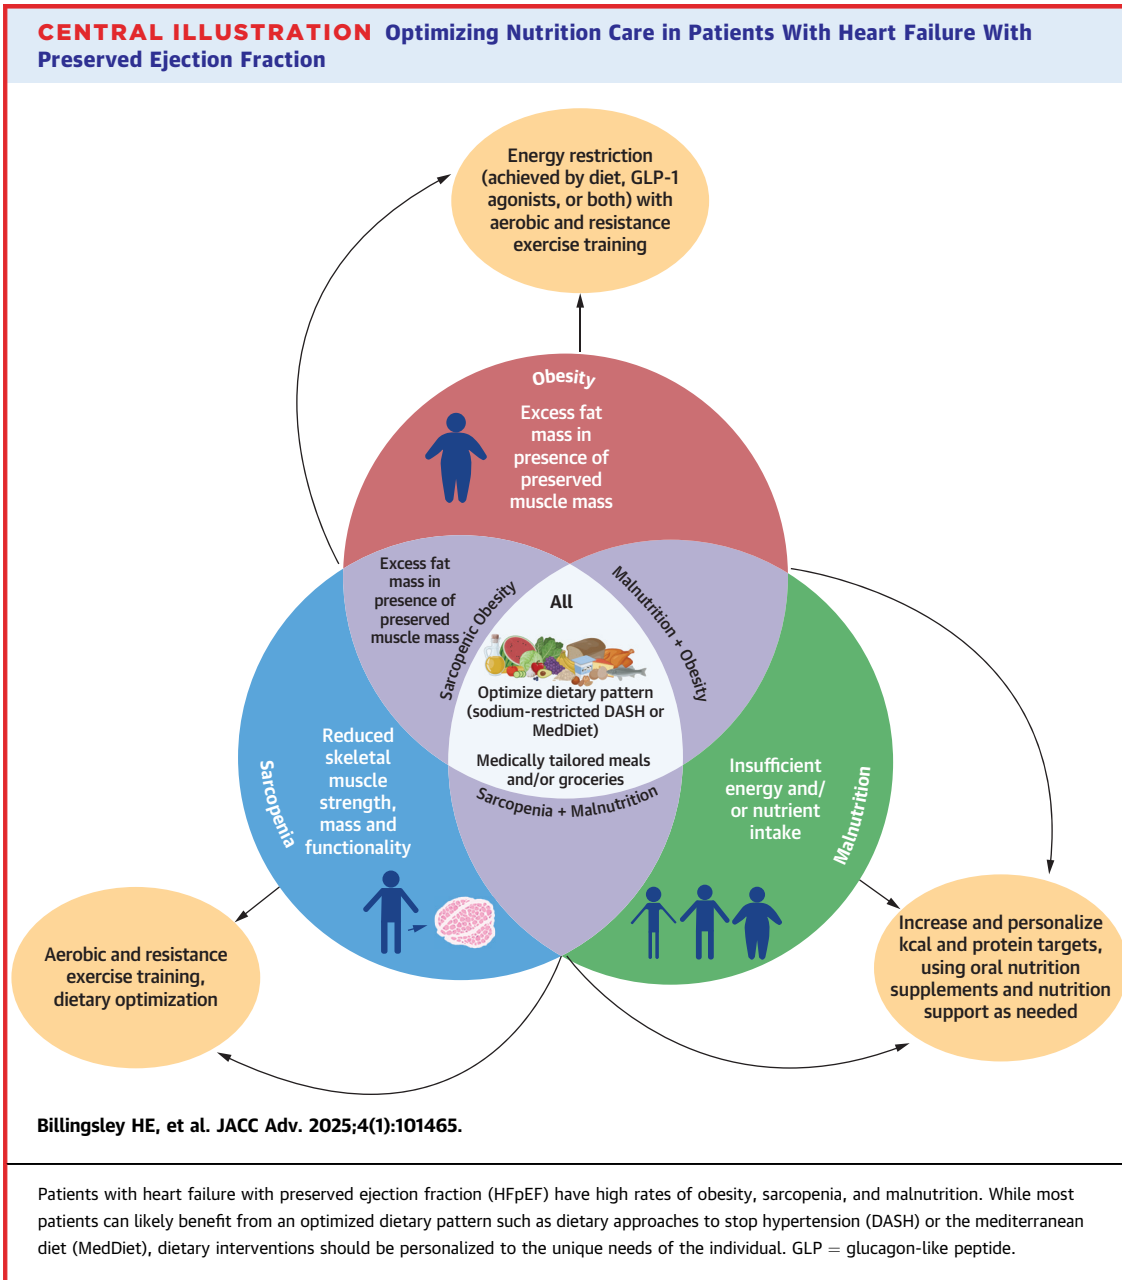 CENTRAL ILLUSTRATION Optimizing Nutrition Care in Patients With Heart Failure With
Preserved Ejection Fraction
Energy restriction
(achieved by diet, GLP-1
agonists, or both) with
aerobic and resistance
exercise training
Obesity
Excess fat
mass in
presence of
preserved
muscle mass
Excess fat
mass in
presence of
preserved
muscle mass
Sarcopenic Obesity
All
Malnutrition + Obesity
Optimize dietary pattern
(sodium-restricted DASH or
MedDiet)
Medically tailored meals
and/or groceries
Sarcopenia + Malnutrition
Sarcopenia
Reduced
skeletal
muscle
strength,
mass and
functionality
Insufficient
energy and/
or nutrient
intake
Malnutrition
Aerobic and resistance
exercise training,
dietary optimization
Increase and personalize
kcal and protein targets,
using oral nutrition
supplements and nutrition
support as needed
Billingsley HE, et al. JACC Adv. 2025;4(1):101465.
Patients with heart failure with preserved ejection fraction (HFpEF) have high rates of obesity, sarcopenia, and malnutrition. While most
patients can likely benefit from an optimized dietary pattern such as dietary approaches to stop hypertension (DASH) or the mediterranean
diet (MedDiet), dietary interventions should be personalized to the unique needs of the individual. GLP = glucagon-like peptide.